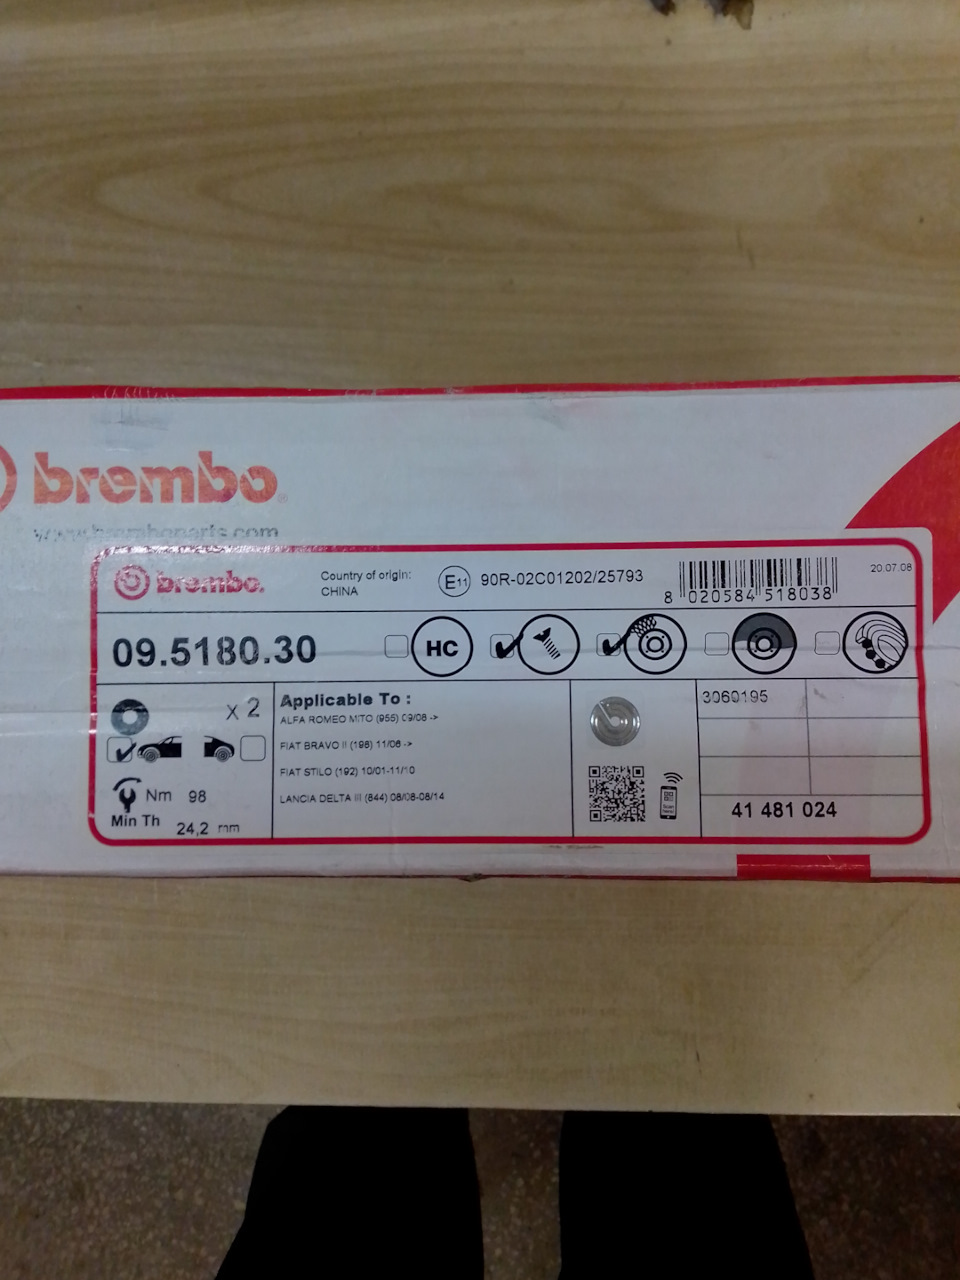 brembo
www.bremboparts.com
brembo.
Country of origin:
CHINA
E11
90R-02C01202/25793
8 020584 518038
20.07.08
09.5180.30
HC
x 2
Applicable To :
ALFA ROMEO MITO (955) 09/08 ->
FIAT BRAVO II (198) 11/06 ->
FIAT STILO (192) 10/01-11/10
LANCIA DELTA III (844) 08/08-08/14
Nm 98
Min Th 24,2 mm
3060195
41 481 024